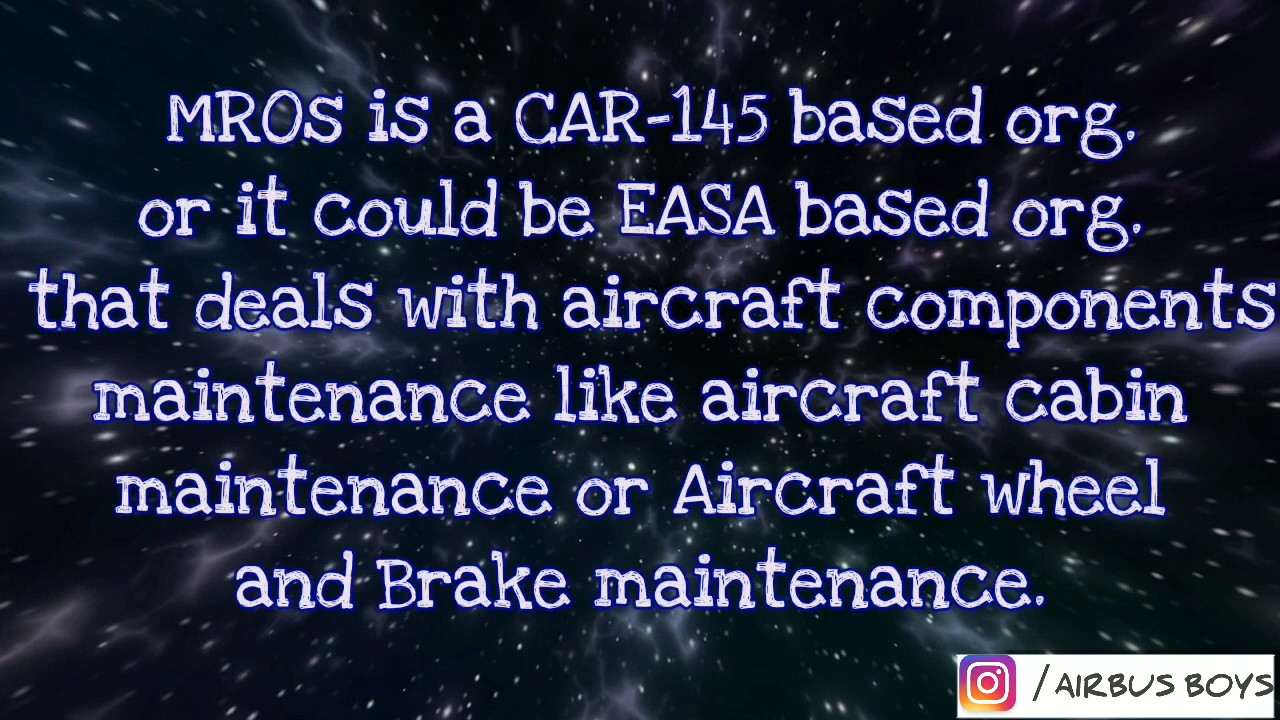 MROs is a CAR-145 based org.
or it could be EASA based org.
that deals with aircraft components
maintenance like aircraft cabin
maintenance or Aircraft wheel
and Brake maintenance.
/AIRBUS BOYS